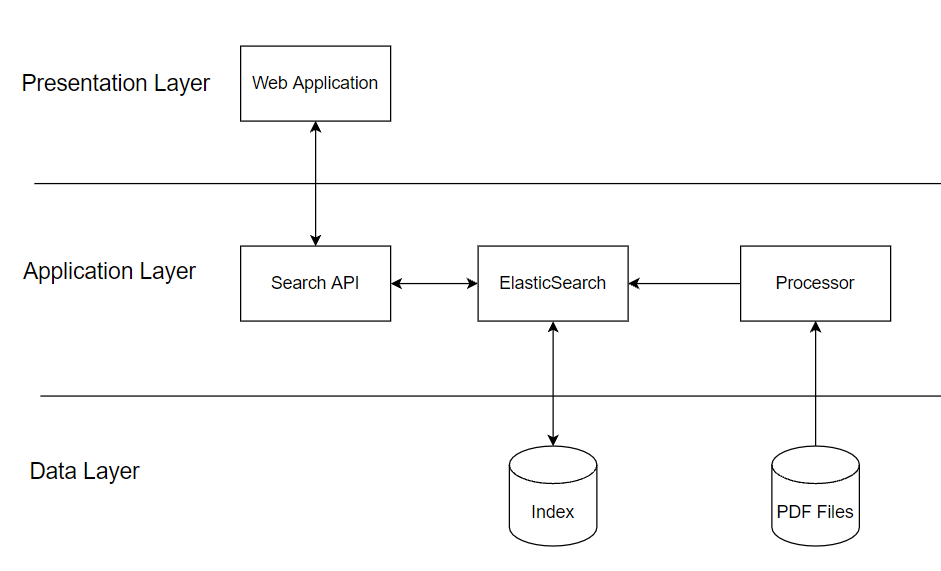 Presentation Layer
Web Application
Application Layer
Search API
ElasticSearch
Processor
Data Layer
Index
PDF Files